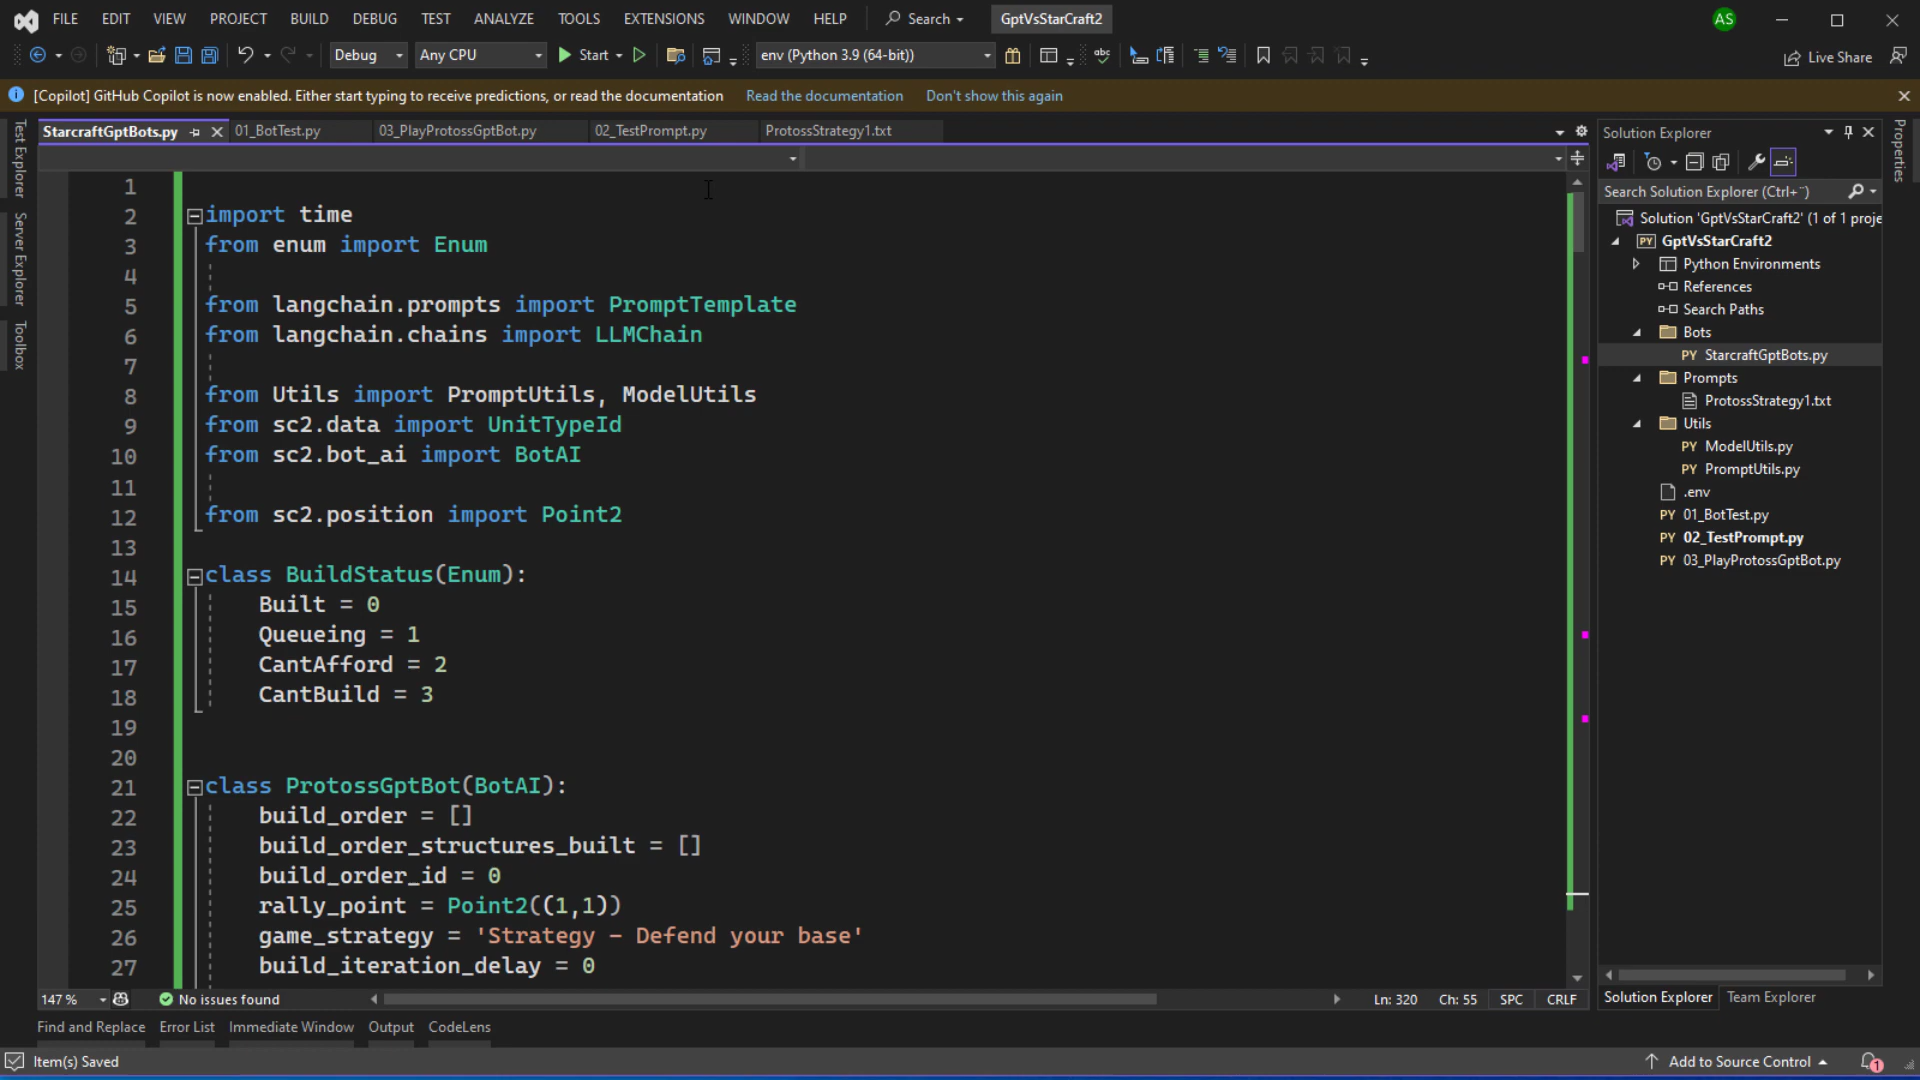 FILE EDIT VIEW PROJECT BUILD DEBUG TEST ANALYZE TOOLS EXTENSIONS WINDOW HELP Search GptVsStarCraft2 AS
Debug Any CPU Start env (Python 3.9 (64-bit)) abc Live Share
[Copilot] GitHub Copilot is now enabled. Either start typing to receive predictions, or read the documentation Read the documentation Don't show this again
StarcraftGptBots.py 01_BotTest.py 03_PlayProtossGptBot.py 02_TestPrompt.py ProtossStrategy1.txt
Test Explorer
Server Explorer
Toolbox
1
2 import time
3 from enum import Enum
4
5 from langchain.prompts import PromptTemplate
6 from langchain.chains import LLMChain
7
8 from Utils import PromptUtils, ModelUtils
9 from sc2.data import UnitTypeId
10 from sc2.bot_ai import BotAI
11
12 from sc2.position import Point2
13
14 class BuildStatus(Enum):
15 Built = 0
16 Queueing = 1
17 CantAfford = 2
18 CantBuild = 3
19
20
21 class ProtossGptBot(BotAI):
22 build_order = []
23 build_order_structures_built = []
24 build_order_id = 0
25 rally_point = Point2((1,1))
26 game_strategy = 'Strategy - Defend your base'
27 build_iteration_delay = 0
147 % No issues found Ln: 320 Ch: 55 SPC CRLF
Solution Explorer
Search Solution Explorer (Ctrl+¨)
Solution 'GptVsStarCraft2' (1 of 1 proje
PY GptVsStarCraft2
Python Environments
References
Search Paths
Bots
PY StarcraftGptBots.py
Prompts
ProtossStrategy1.txt
Utils
PY ModelUtils.py
PY PromptUtils.py
.env
PY 01_BotTest.py
PY 02_TestPrompt.py
PY 03_PlayProtossGptBot.py
Solution Explorer Team Explorer
Properties
Find and Replace Error List Immediate Window Output CodeLens
Item(s) Saved Add to Source Control 1